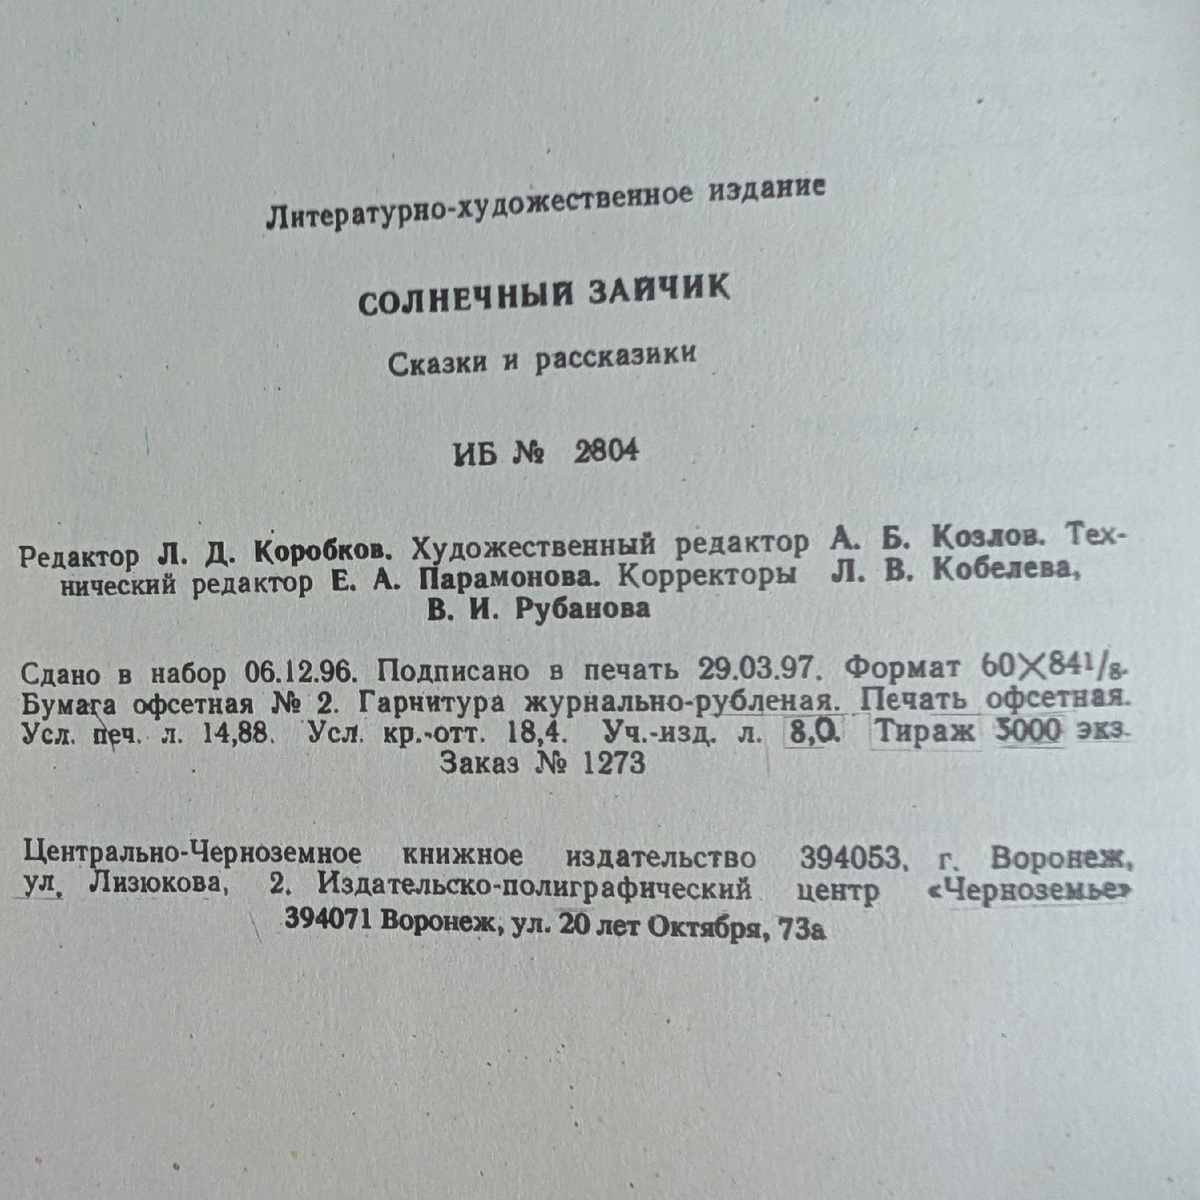 Литературно-художественное издание
СОЛНЕЧНЫЙ ЗАЙЧИК
Сказки и рассказики
ИБ № 2804
Редактор Л. Д. Коробков. Художественный редактор А. Б. Козлов. Тех-
нический редактор Е. А. Парамонова. Корректоры Л. В. Кобелева,
В. И. Рубанова
Сдано в набор 06.12.96. Подписано в печать 29.03.97. Формат 60×84 1/8.
Бумага офсетная № 2. Гарнитура журнально-рубленая. Печать офсетная.
Усл. печ. л. 14,88. Усл. кр.-отт. 18,4. Уч.-изд. л. 8,0. Тираж 5000 экз.
Заказ № 1273
Центрально-Черноземное книжное издательство 394053, г. Воронеж,
ул. Лизюкова, 2. Издательско-полиграфический центр «Черноземье»
394071 Воронеж, ул. 20 лет Октября, 73а